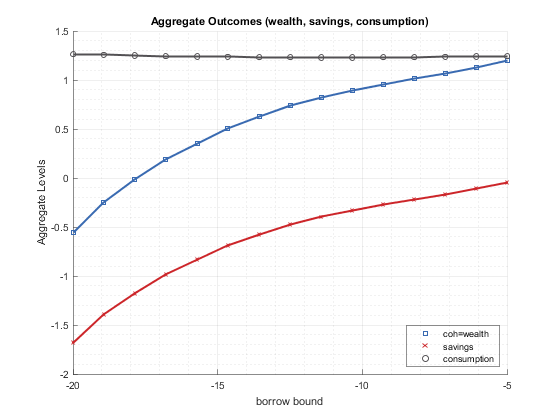 Aggregate Outcomes (wealth, savings, consumption)
1.5
1
0.5
0
-0.5
-1
-1.5
-2
Aggregate Levels
-20
-15
-10
-5
borrow bound
coh=wealth
savings
consumption